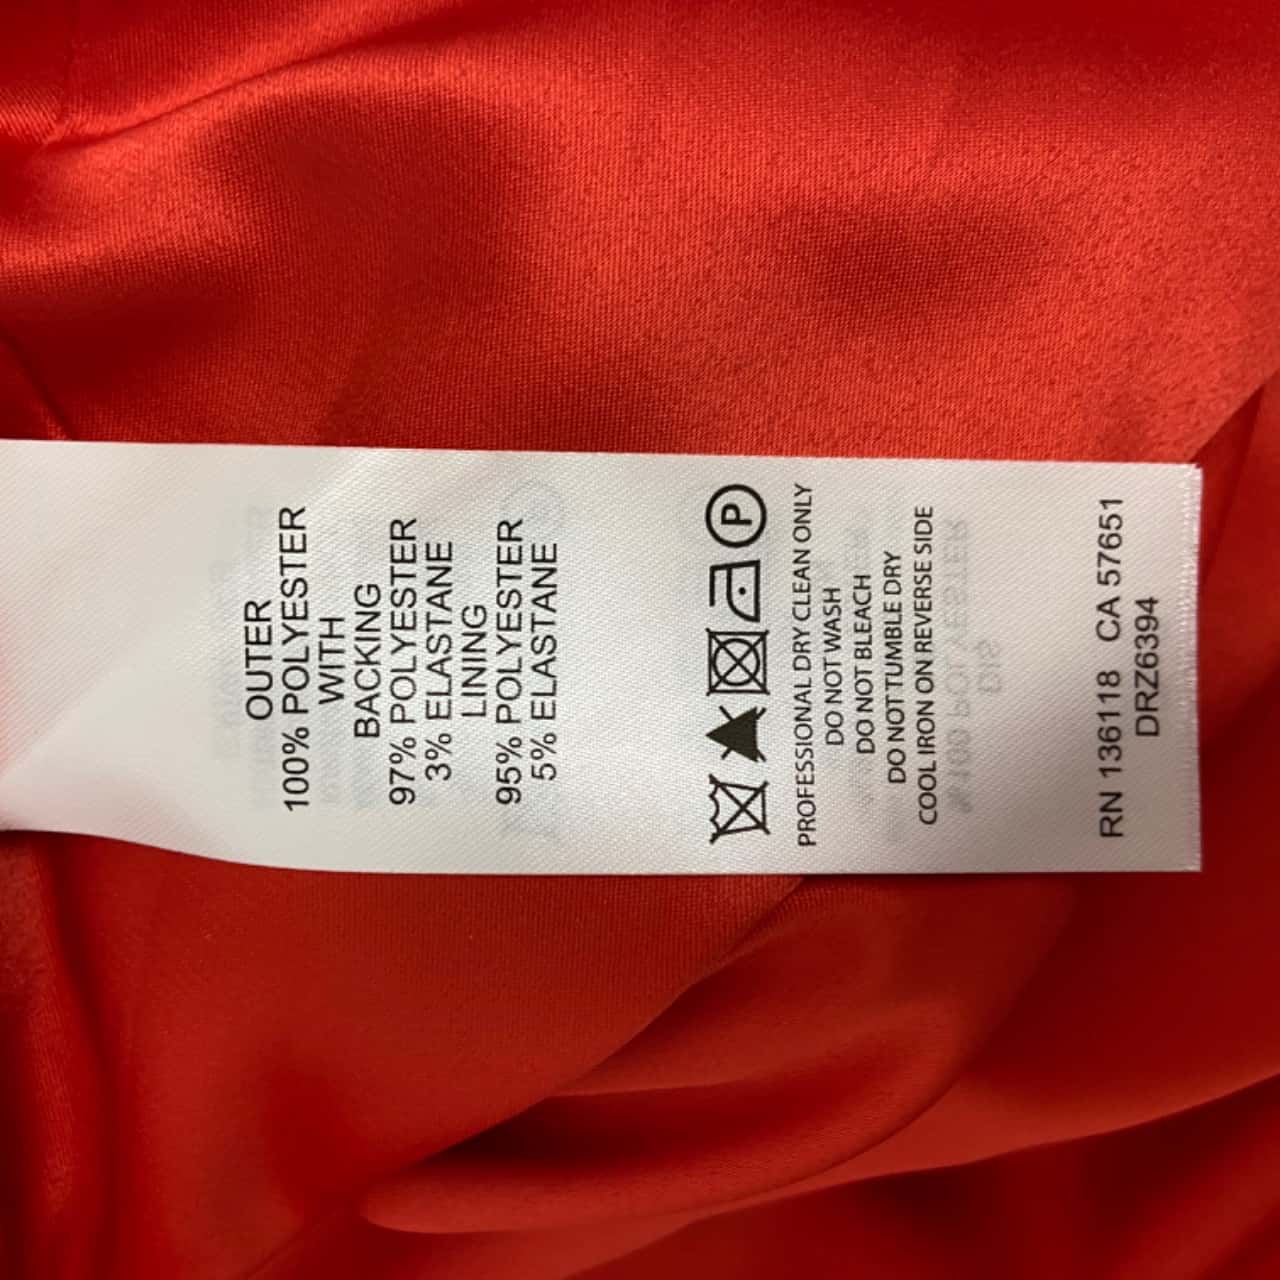 OUTER
100% POLYESTER
WITH
BACKING
97% POLYESTER
3% ELASTANE
LINING
95% POLYESTER
5% ELASTANE
P
PROFESSIONAL DRY CLEAN ONLY
DO NOT WASH
DO NOT BLEACH
DO NOT TUMBLE DRY
COOL IRON ON REVERSE SIDE
RN 136118 CA 57651
DRZ6394